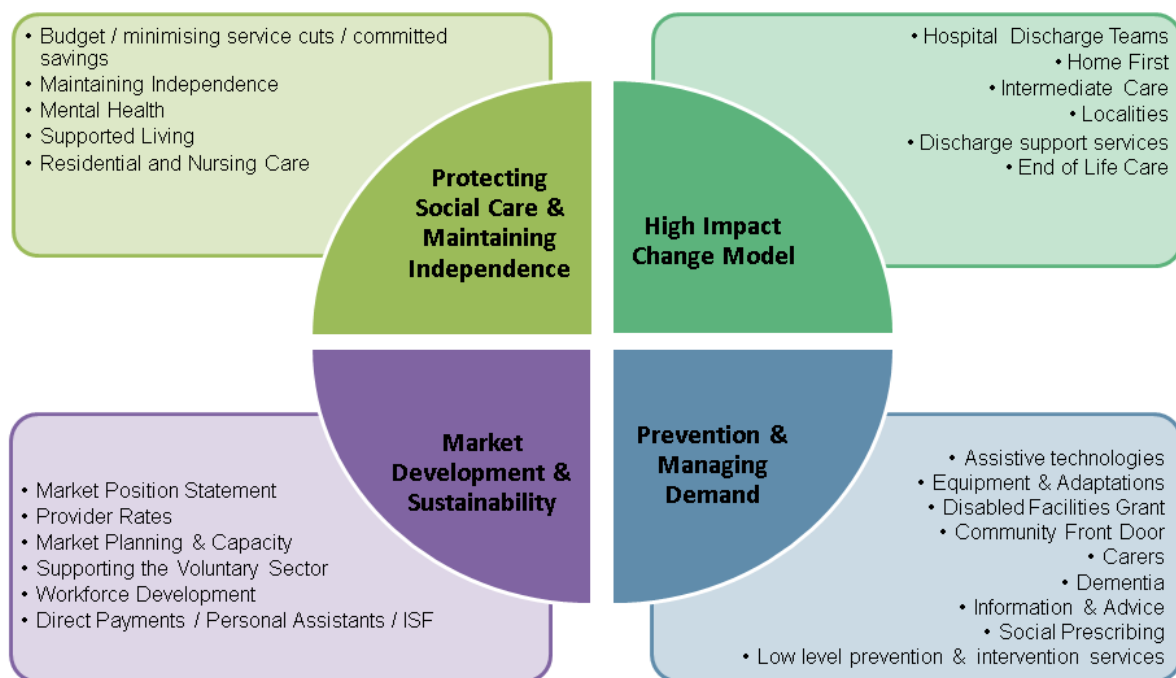 • Budget / minimising service cuts / committed
savings
• Maintaining Independence
• Mental Health
• Supported Living
• Residential and Nursing Care
• Hospital Discharge Teams
• Home First
• Intermediate Care
• Localities
• Discharge support services
• End of Life Care
Protecting
Social Care &
Maintaining
Independence
High Impact
Change Model
Market
Development &
Sustainability
Prevention &
Managing
Demand
• Market Position Statement
• Provider Rates
• Market Planning & Capacity
• Supporting the Voluntary Sector
• Workforce Development
• Direct Payments / Personal Assistants / ISF
• Assistive technologies
• Equipment & Adaptations
• Disabled Facilities Grant
• Community Front Door
• Carers
• Dementia
• Information & Advice
• Social Prescribing
• Low level prevention & intervention services